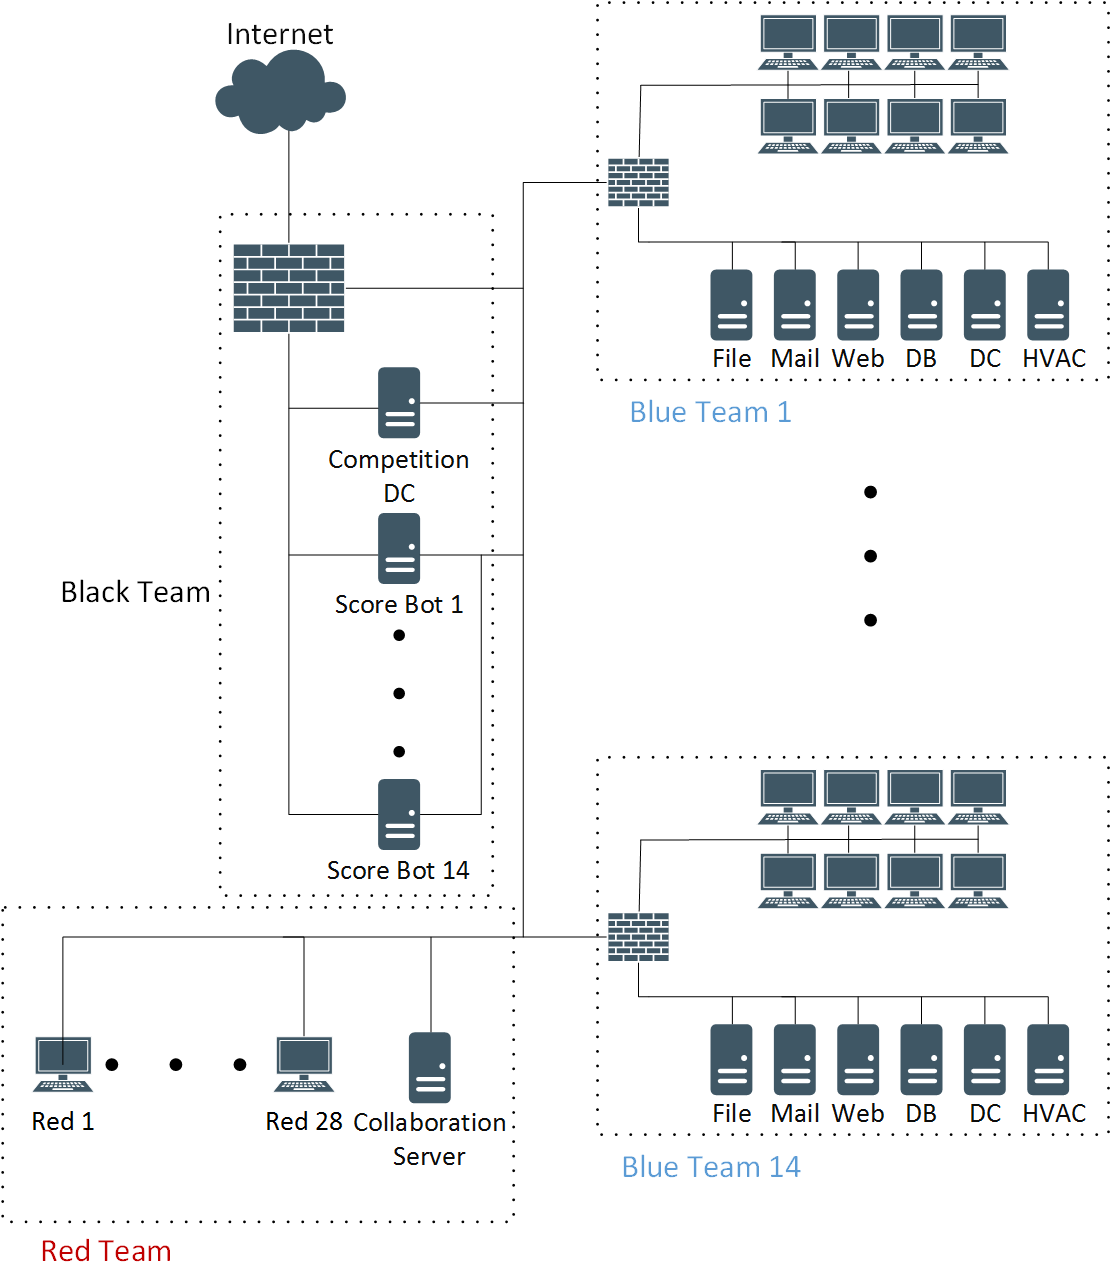 Internet
File Mail Web DB DC HVAC
Blue Team 1
Competition
DC
Black Team
Score Bot 1
Score Bot 14
File Mail Web DB DC HVAC
Blue Team 14
Red 1
Red 28
Collaboration
Server
Red Team